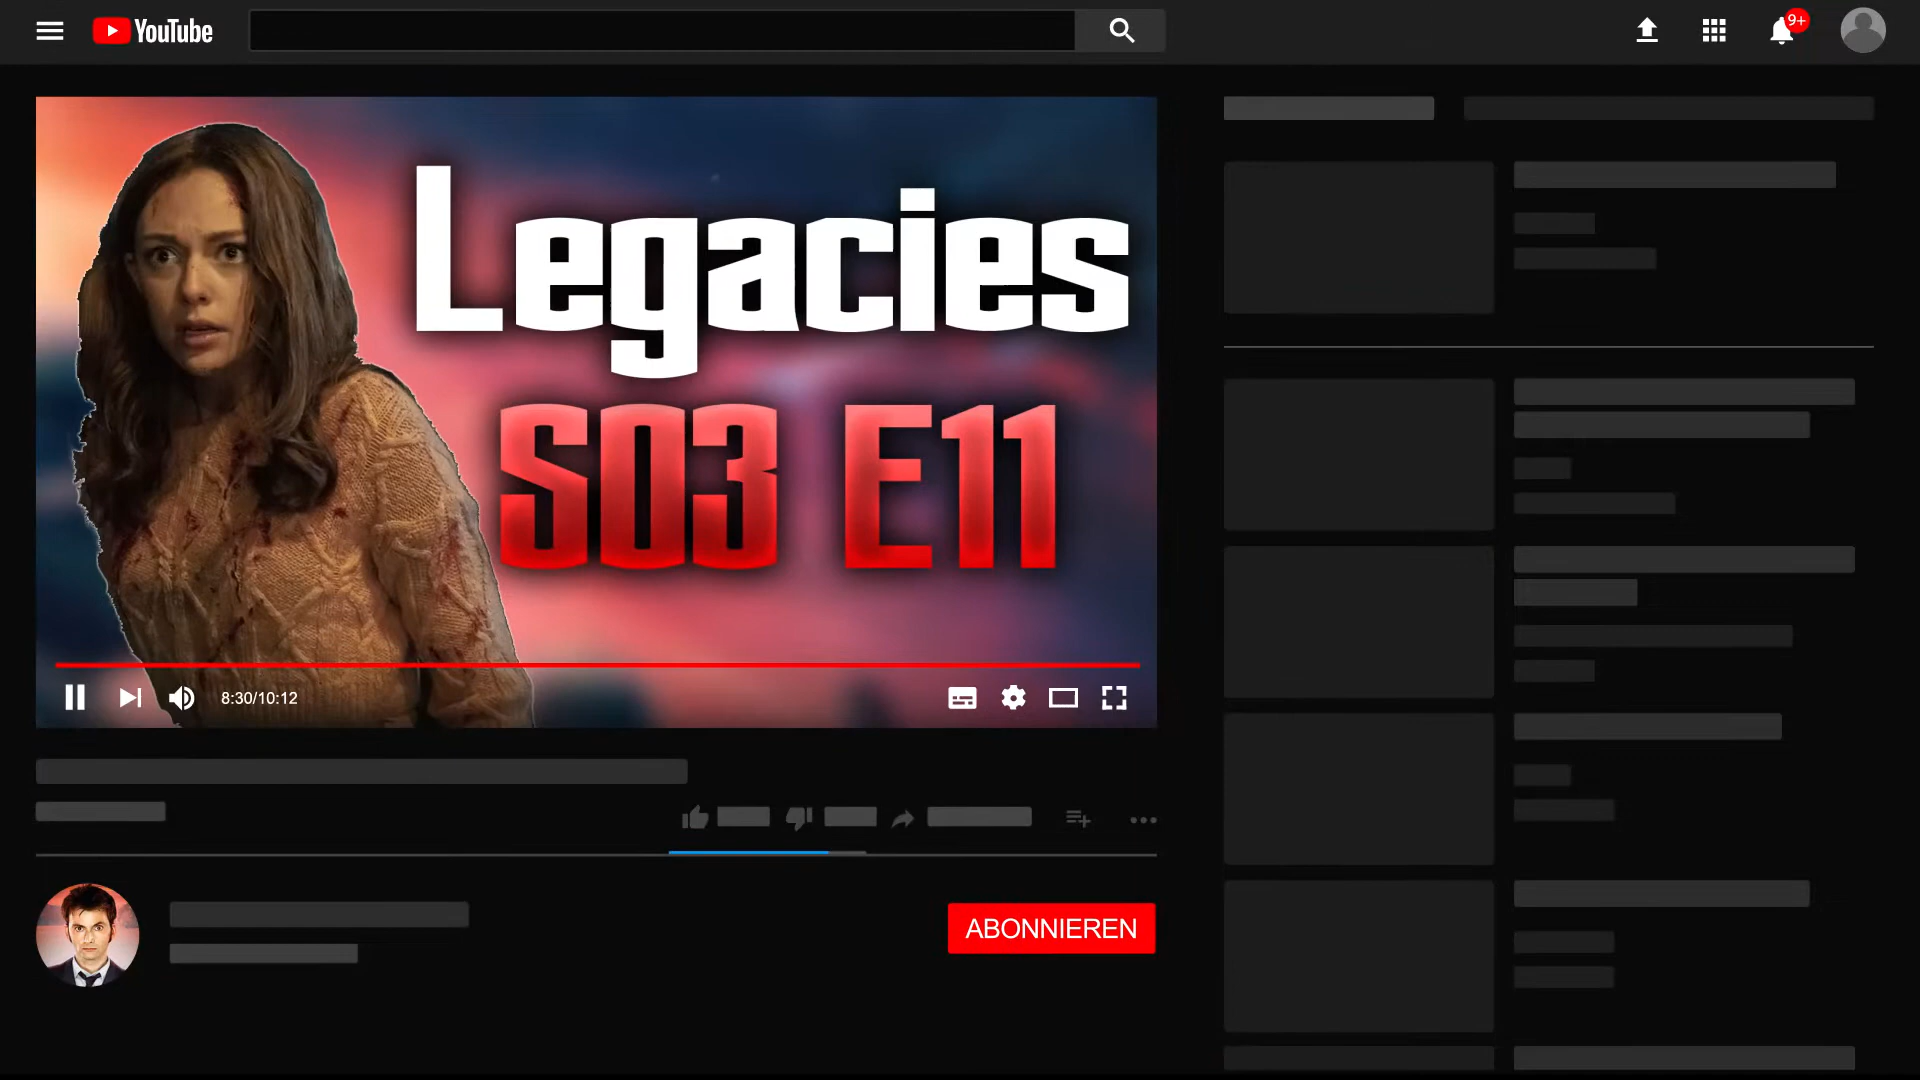 YouTube
9+
Legacies
S03 E11
8:30/10:12
ABONNIEREN